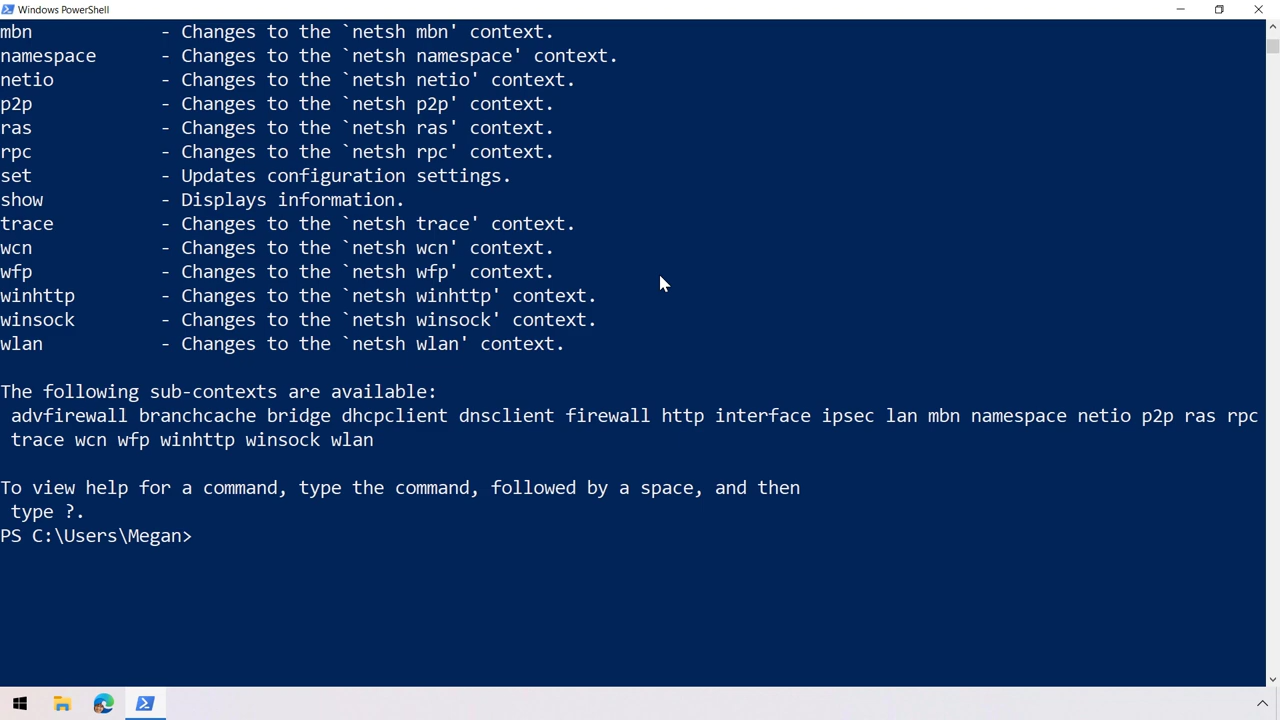 Windows PowerShell
mbn - Changes to the `netsh mbn' context.
namespace - Changes to the `netsh namespace' context.
netio - Changes to the `netsh netio' context.
p2p - Changes to the `netsh p2p' context.
ras - Changes to the `netsh ras' context.
rpc - Changes to the `netsh rpc' context.
set - Updates configuration settings.
show - Displays information.
trace - Changes to the `netsh trace' context.
wcn - Changes to the `netsh wcn' context.
wfp - Changes to the `netsh wfp' context.
winhttp - Changes to the `netsh winhttp' context.
winsock - Changes to the `netsh winsock' context.
wlan - Changes to the `netsh wlan' context.
The following sub-contexts are available:
advfirewall branchcache bridge dhcpclient dnsclient firewall http interface ipsec lan mbn namespace netio p2p ras rpc
trace wcn wfp winhttp winsock wlan
To view help for a command, type the command, followed by a space, and then
type ?.
PS C:\Users\Megan>